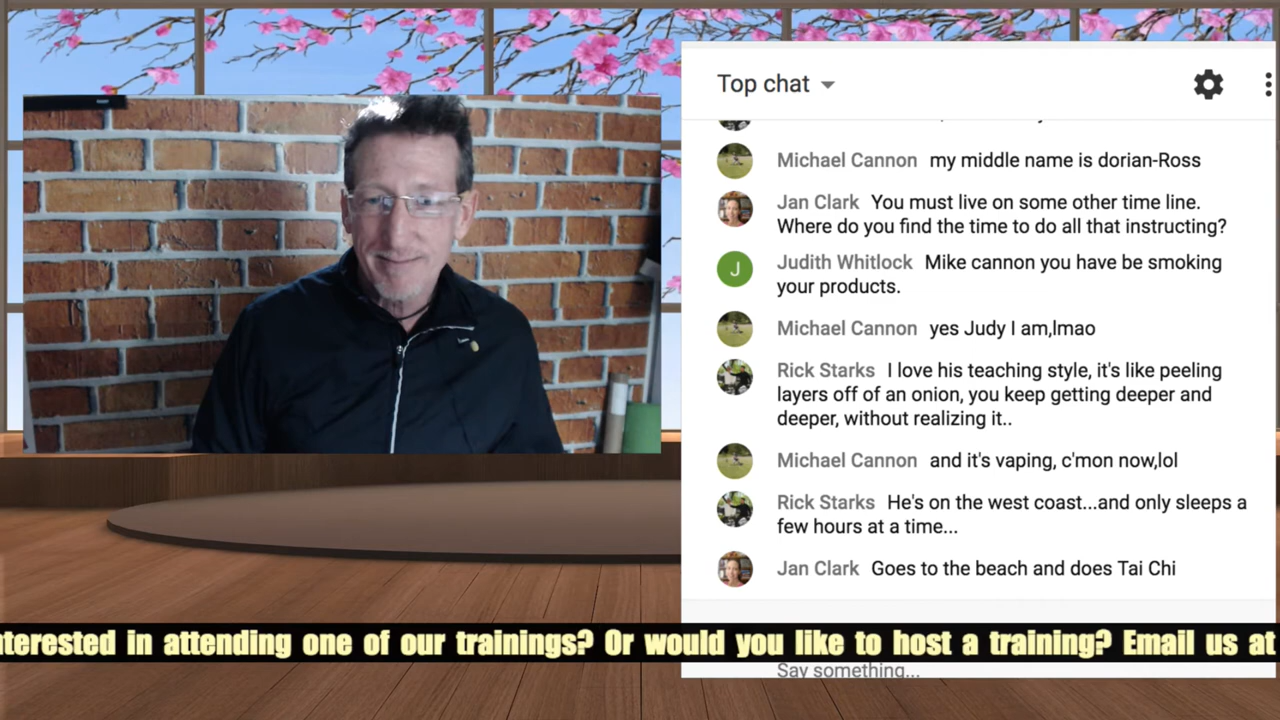 Top chat
Michael Cannon my middle name is dorian-Ross
Jan Clark You must live on some other time line.
Where do you find the time to do all that instructing?
Judith Whitlock Mike cannon you have be smoking
J
your products.
Michael Cannon yes Judy I am,lmao
Rick Starks I love his teaching style, it's like peeling
layers off of an onion, you keep getting deeper and
deeper, without realizing it..
Michael Cannon and it's vaping, c'mon now,lol
Rick Starks He's on the west coast...and only sleeps a
few hours at a time...
Jan Clark Goes to the beach and does Tai Chi
nterested in attending one of our trainings? Or would you like to host a training? Email us at
Say something...